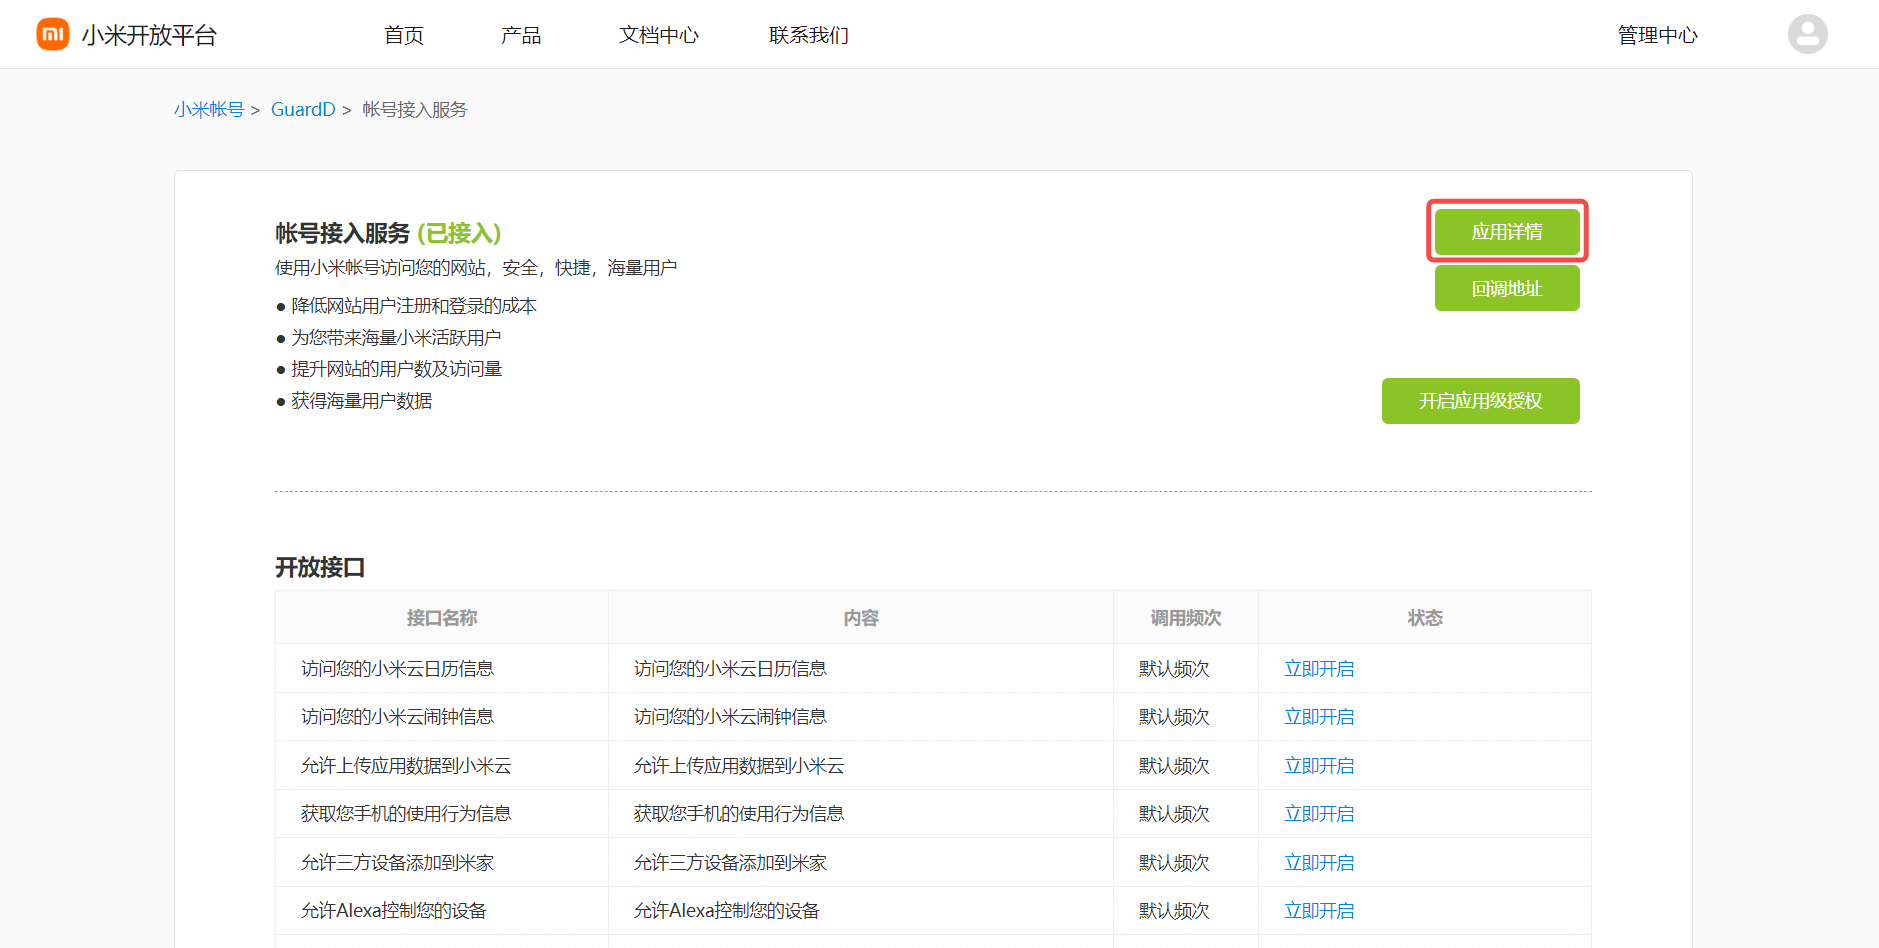 小米开放平台 首页 产品 文档中心 联系我们 管理中心
小米帐号 > GuardD > 帐号接入服务
帐号接入服务 (已接入)
应用详情
使用小米帐号访问您的网站，安全，快捷，海量用户
回调地址
● 降低网站用户注册和登录的成本
● 为您带来海量小米活跃用户
● 提升网站的用户数及访问量
● 获得海量用户数据
开启应用级授权
开放接口
接口名称 内容 调用频次 状态
访问您的小米云日历信息 访问您的小米云日历信息 默认频次 立即开启
访问您的小米云闹钟信息 访问您的小米云闹钟信息 默认频次 立即开启
允许上传应用数据到小米云 允许上传应用数据到小米云 默认频次 立即开启
获取您手机的使用行为信息 获取您手机的使用行为信息 默认频次 立即开启
允许三方设备添加到米家 允许三方设备添加到米家 默认频次 立即开启
允许Alexa控制您的设备 允许Alexa控制您的设备 默认频次 立即开启